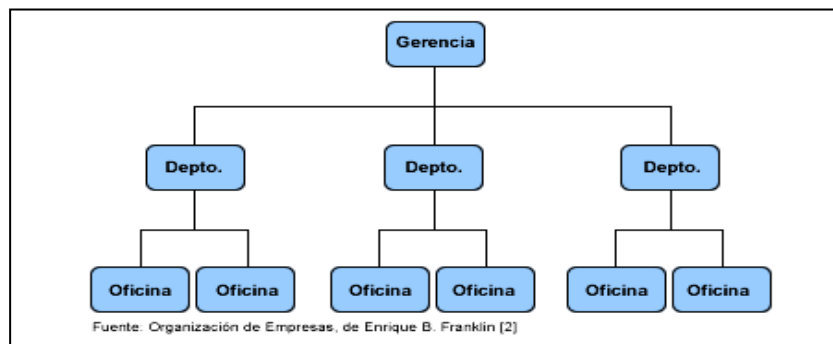 Gerencia
Depto. Depto. Depto.
Oficina Oficina Oficina Oficina Oficina Oficina
Fuente: Organización de Empresas, de Enrique B. Franklin [2]